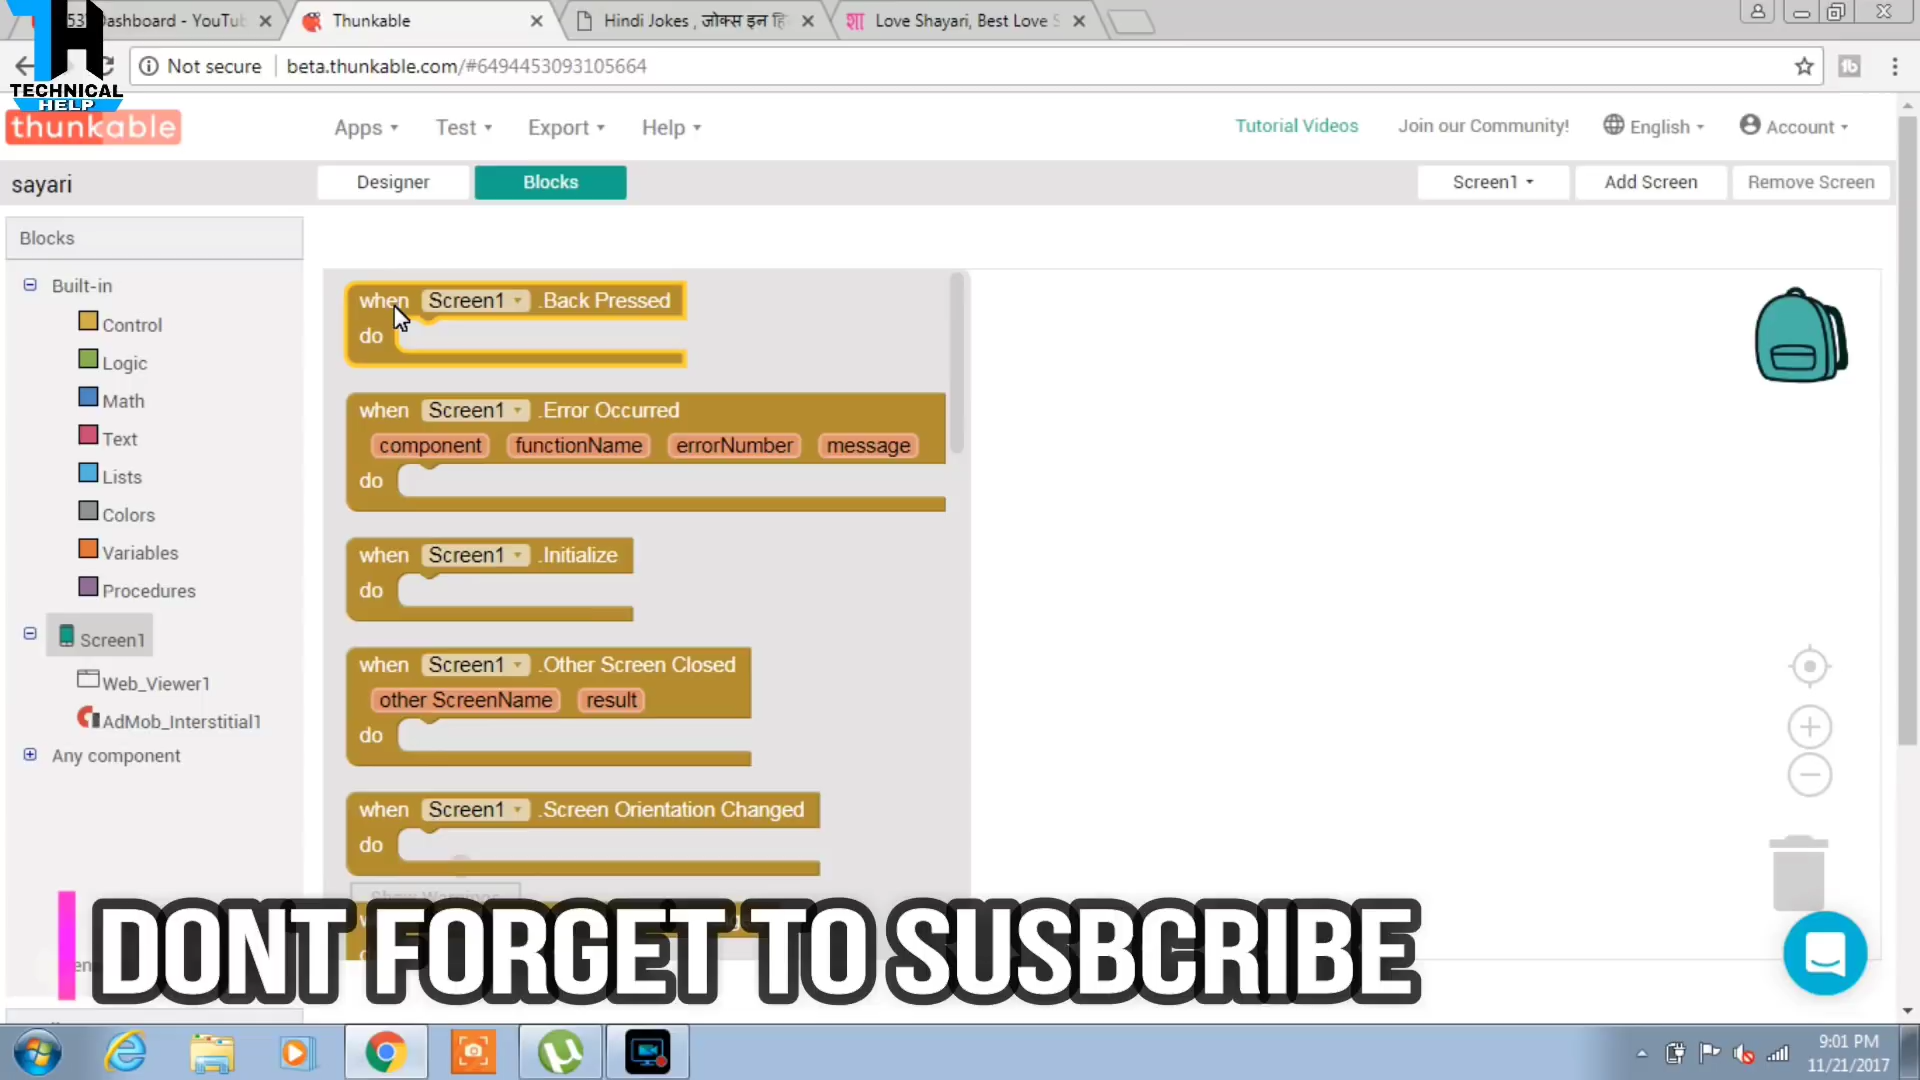 Dashboard - YouTub
Thunkable
Hindi Jokes , जोक्स इन हि
शा Love Shayari, Best Love S
Not secure
beta.thunkable.com/#6494453093105664
TH
TECHNICAL
HELP
thunkable
Apps
Test
Export
Help
Tutorial Videos
Join our Community!
English
Account
sayari
Designer
Blocks
Screen1
Add Screen
Remove Screen
Blocks
Built-in
Control
Logic
Math
Text
Lists
Colors
Variables
Procedures
Screen1
Web_Viewer1
AdMob_Interstitial1
Any component
when Screen1 .Back Pressed
do
when Screen1 .Error Occurred
component functionName errorNumber message
do
when Screen1 .Initialize
do
when Screen1 .Other Screen Closed
other ScreenName result
do
when Screen1 .Screen Orientation Changed
do
Show Warnings
DONT FORGET TO SUSBCRIBE
9:01 PM
11/21/2017